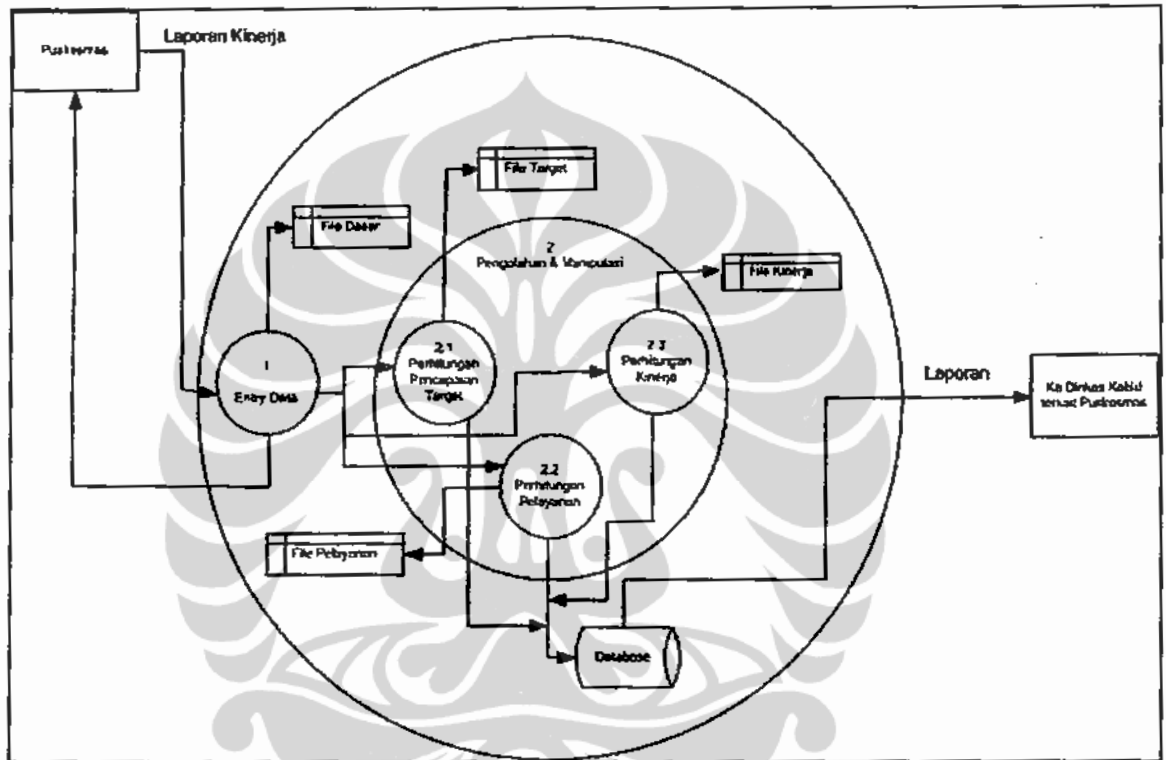 Puskesmas
Laporan Kinerja
File Target
File Dasar
2
Pengolahan & Manipulasi
File Kinerja
1
Entry Data
2.1
Perhitungan
Pencapaian
Target
2.3
Perhitungan
Kinerja
Laporan
Ka Dinkes Kabid
terkait Puskesmas
2.2
Perhitungan
Pelayanan
File Pelayanan
Database